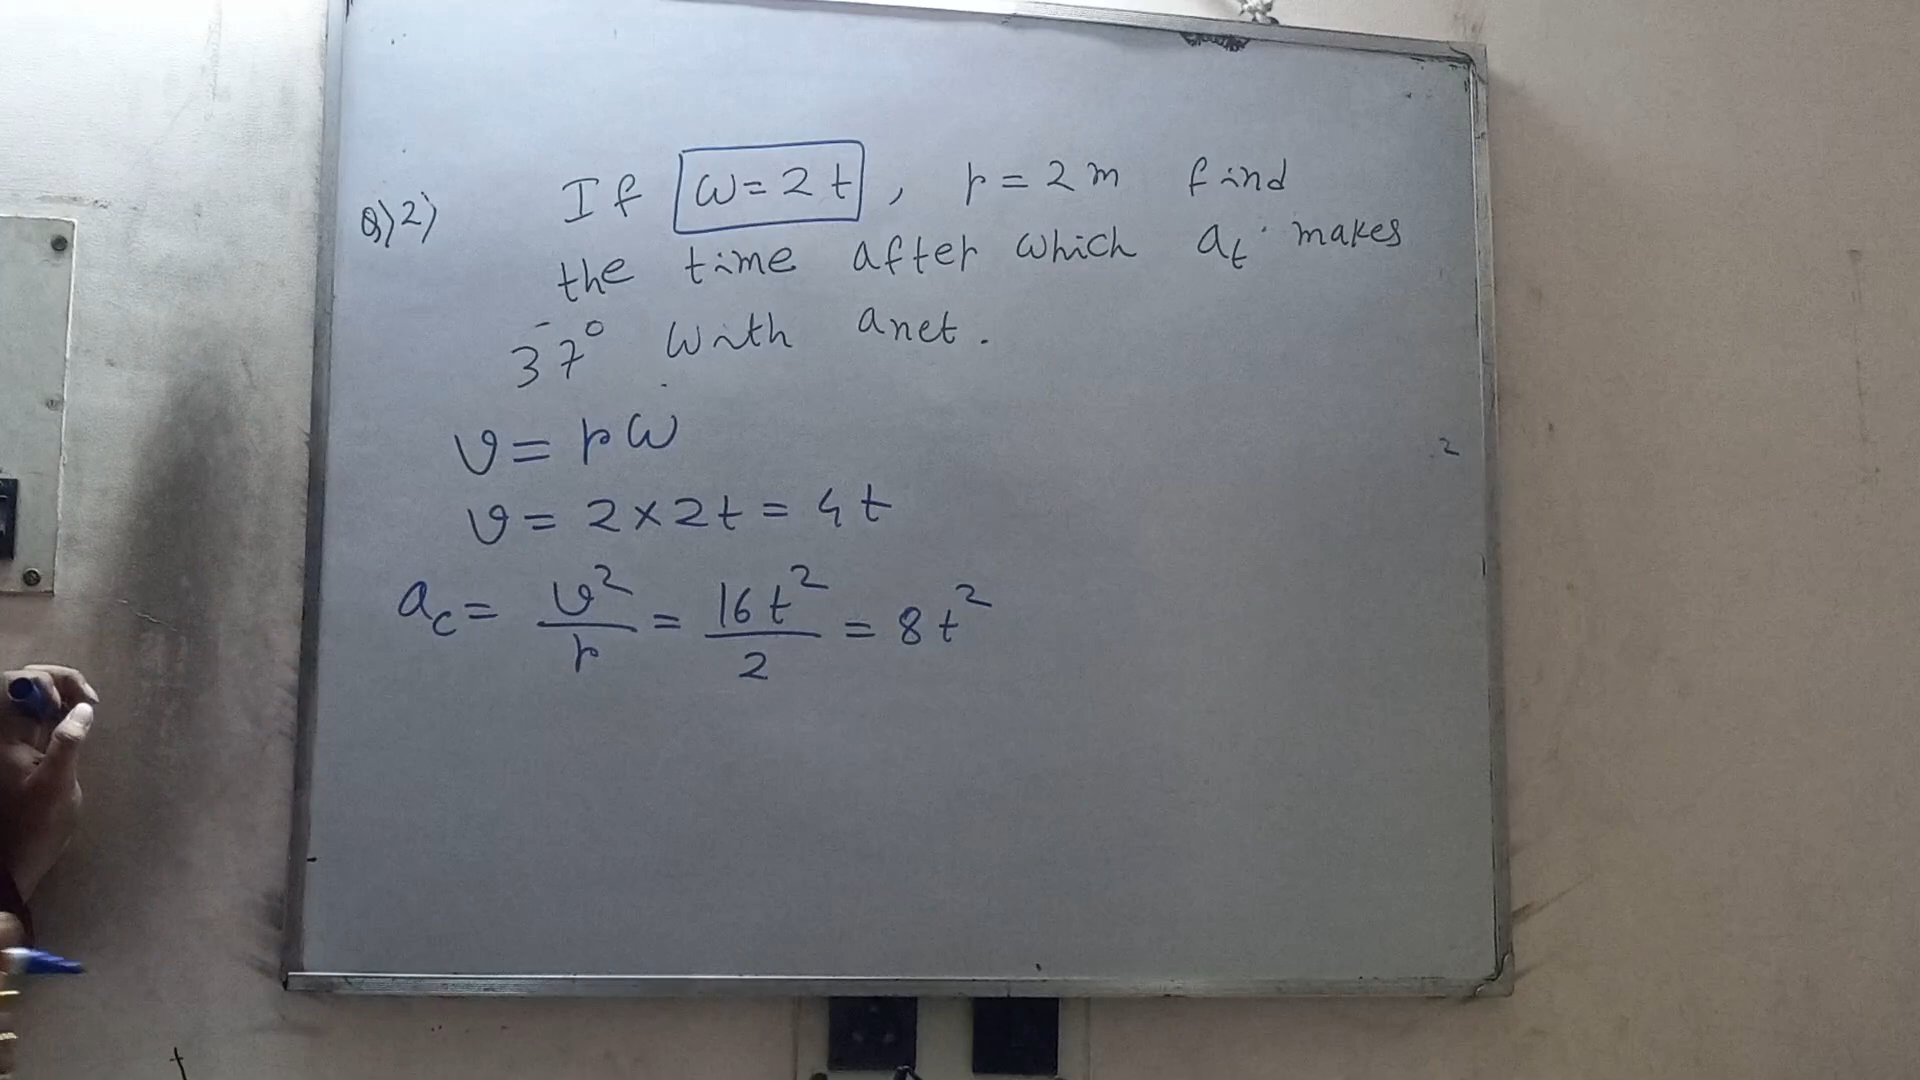 Q)2) If ω = 2t, r = 2m find
the time after which at makes
37° with anet.
v = rω
v = 2×2t = 4t
ac = v²/r = 16t²/2 = 8t²